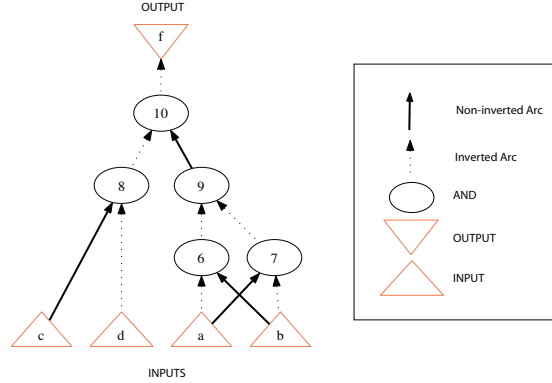 OUTPUT
f
10
8
9
6
7
c
d
a
b
INPUTS
Non-inverted Arc
Inverted Arc
AND
OUTPUT
INPUT